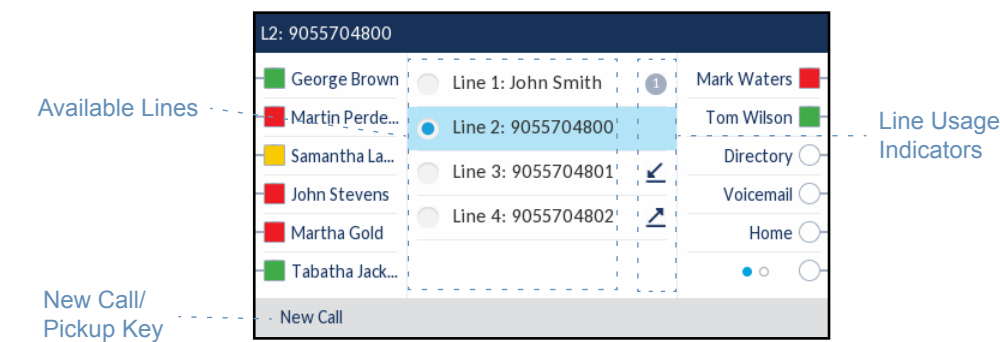 L2: 9055704800
George Brown
Martin Perde...
Samantha La...
John Stevens
Martha Gold
Tabatha Jack...
Line 1: John Smith
1
Line 2: 9055704800
Line 3: 9055704801
Line 4: 9055704802
Mark Waters
Tom Wilson
Directory
Voicemail
Home
New Call
Available Lines
New Call/
Pickup Key
Line Usage
Indicators